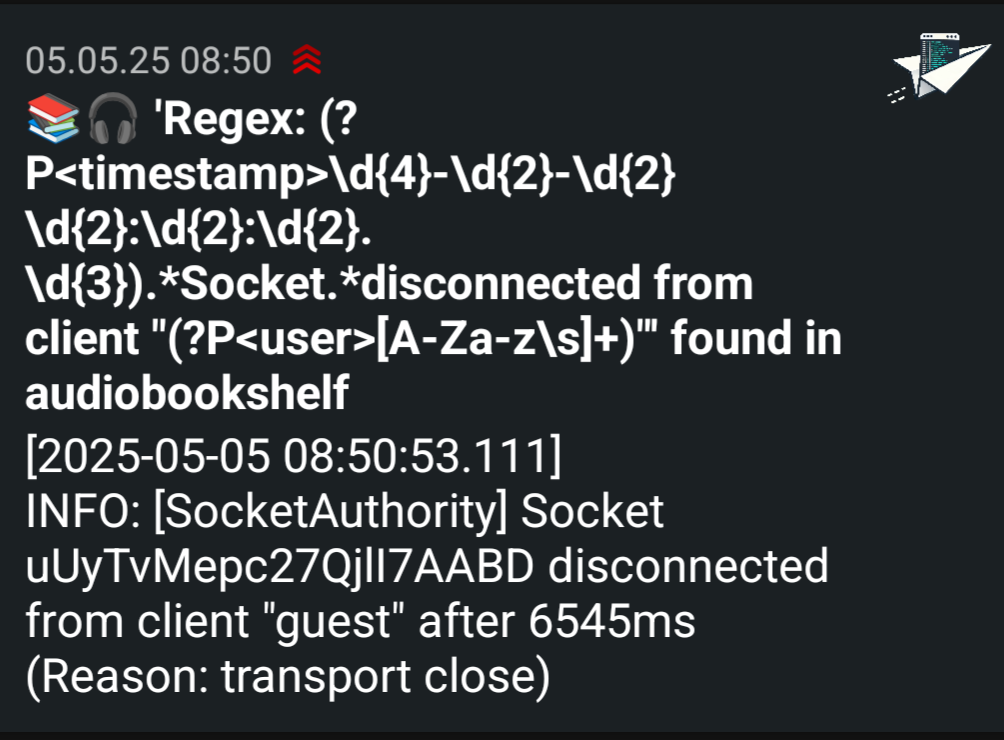 05.05.25 08:50
'Regex: (?
P<timestamp>\d{4}-\d{2}-\d{2}
\d{2}:\d{2}:\d{2}.
\d{3}).*Socket.*disconnected from
client "(?P<user>[A-Za-z\s]+)"' found in
audiobookshelf
[2025-05-05 08:50:53.111]
INFO: [SocketAuthority] Socket
uUyTvMepc27QjlI7AABD disconnected
from client "guest" after 6545ms
(Reason: transport close)